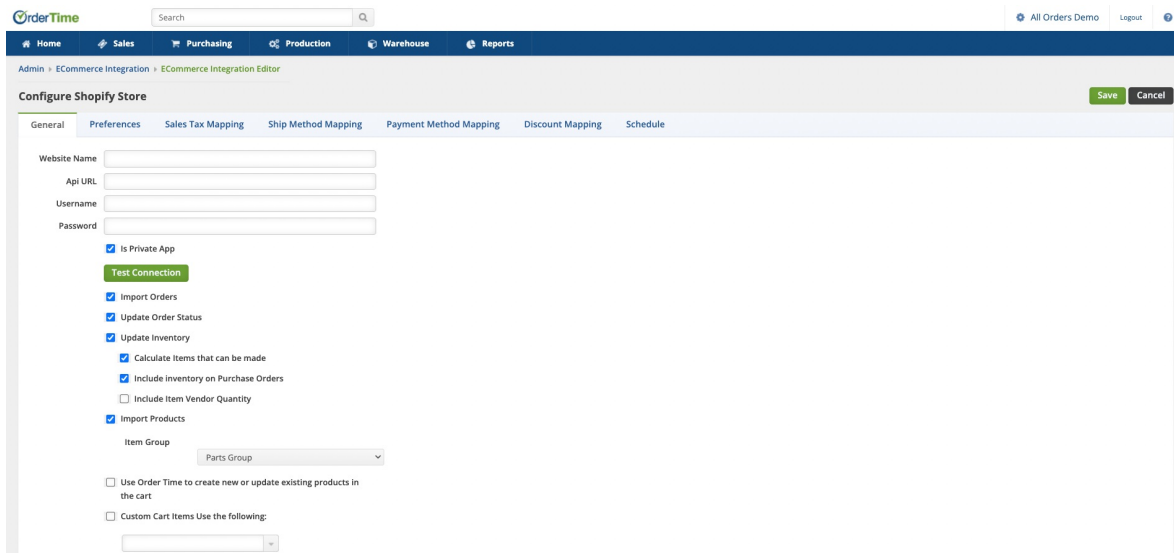 OrderTime
Search
All Orders Demo
Logout
Home
Sales
Purchasing
Production
Warehouse
Reports
Admin ▸ ECommerce Integration ▸ ECommerce Integration Editor
Configure Shopify Store
Save
Cancel
General
Preferences
Sales Tax Mapping
Ship Method Mapping
Payment Method Mapping
Discount Mapping
Schedule
Website Name
Api URL
Username
Password
Is Private App
Test Connection
Import Orders
Update Order Status
Update Inventory
Calculate Items that can be made
Include inventory on Purchase Orders
Include Item Vendor Quantity
Import Products
Item Group
Parts Group
Use Order Time to create new or update existing products in
the cart
Custom Cart Items Use the following: